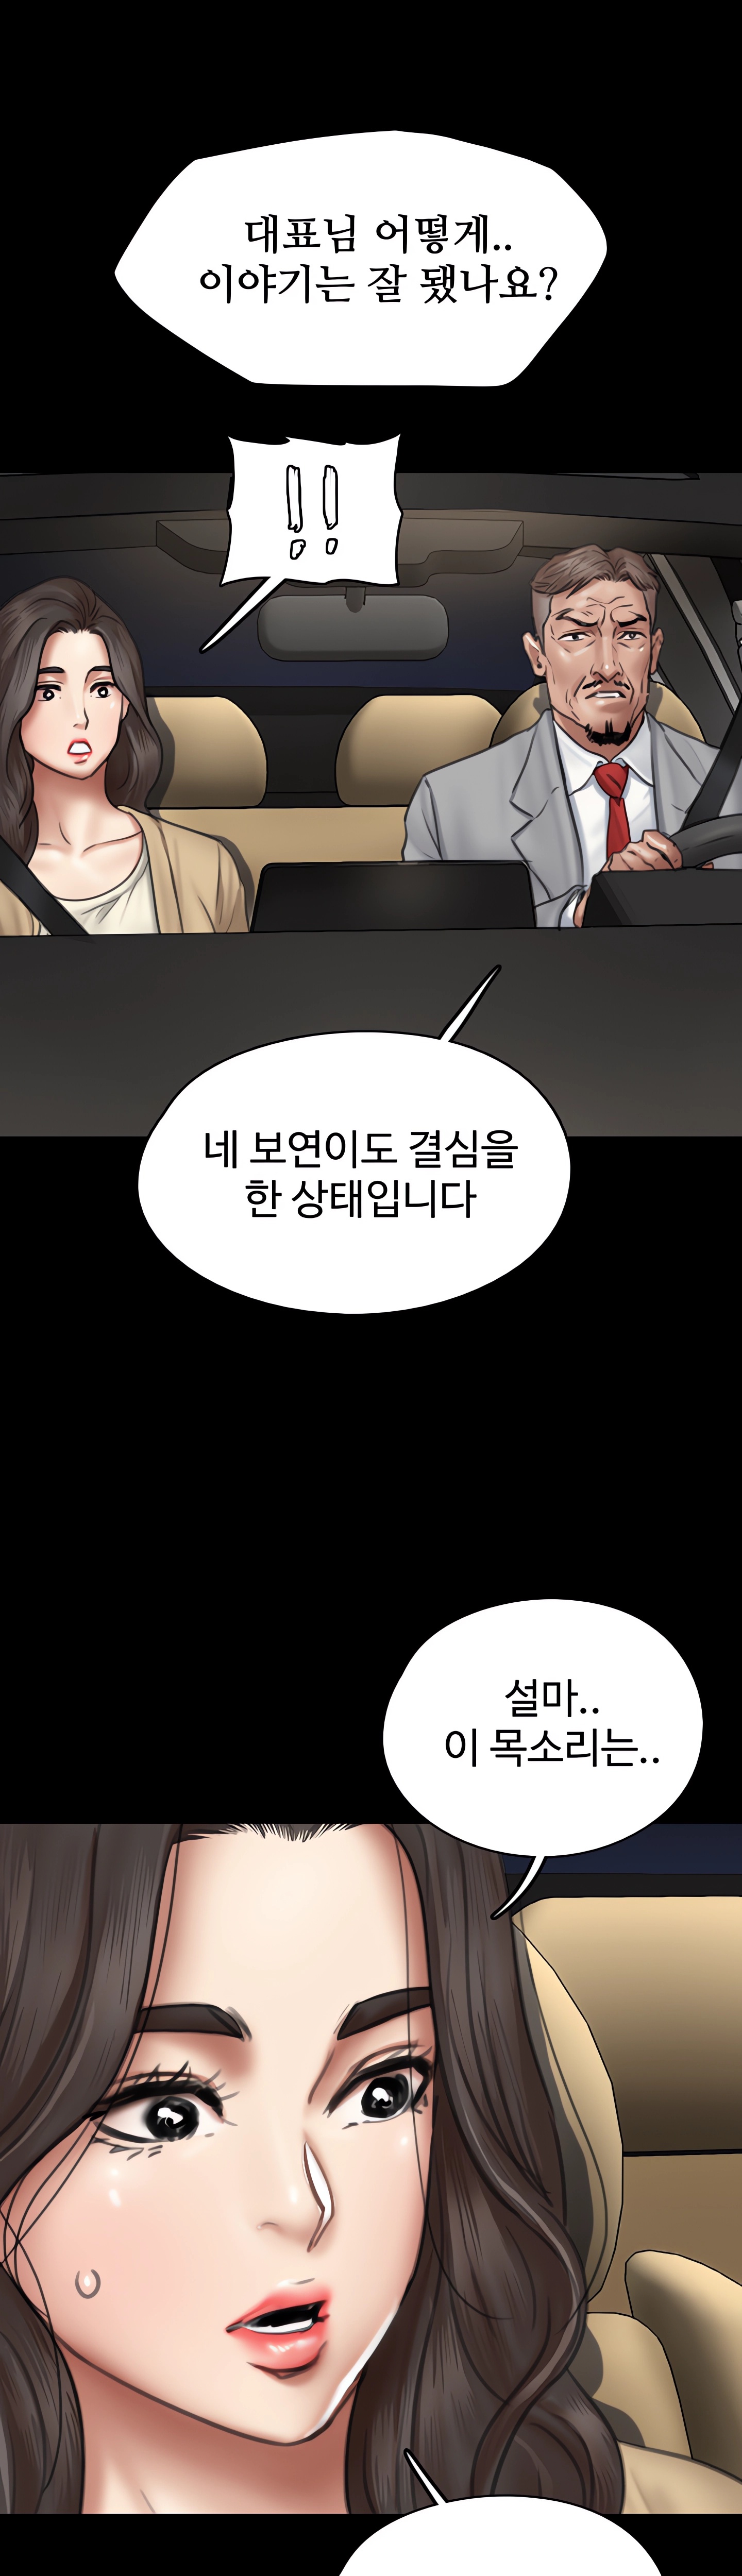 대표님 어떻게..
이야기는 잘 됐나요?
!!
네 보연이도 결심을
한 상태입니다
설마..
이 목소리는..